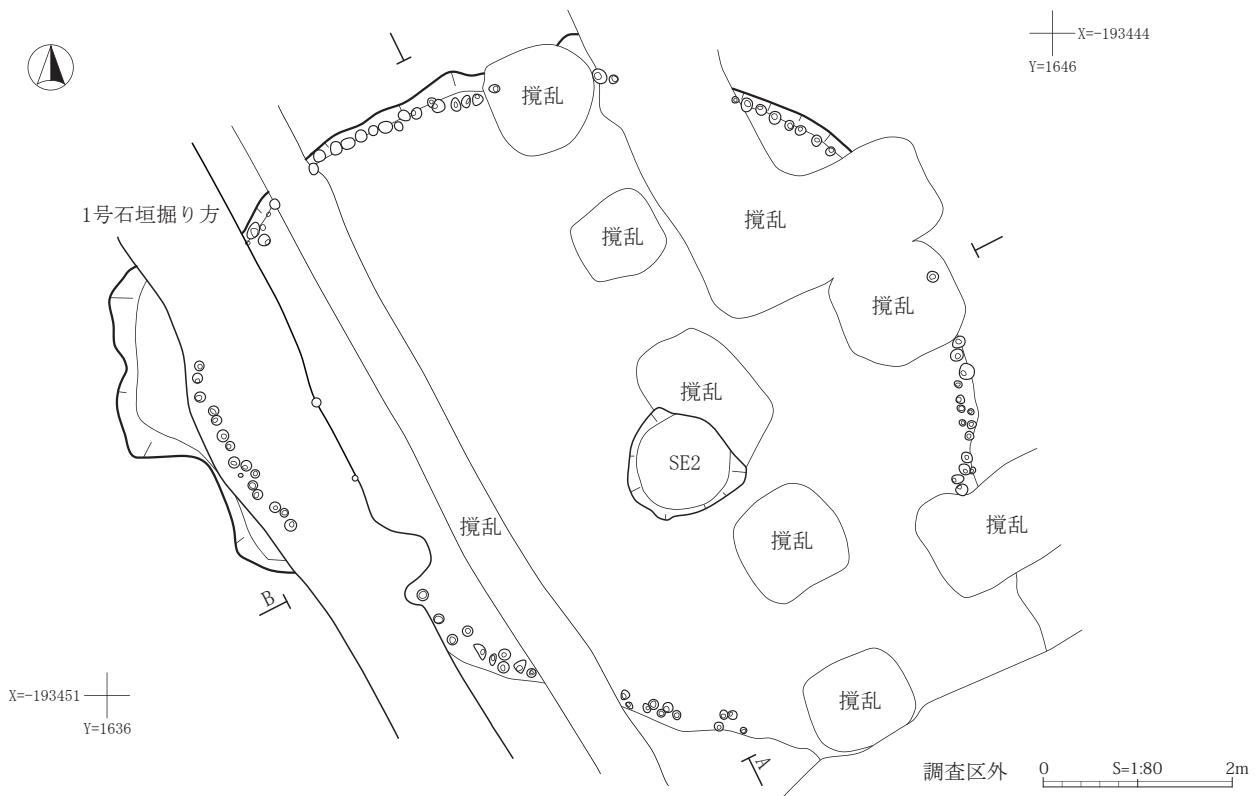 X=-193444
Y=1646
撹乱
1号石垣掘り方
撹乱
撹乱
撹乱
撹乱
SE2
撹乱
撹乱
撹乱
B
撹乱
X=-193451
Y=1636
A
調査区外
0 S=1:80 2m